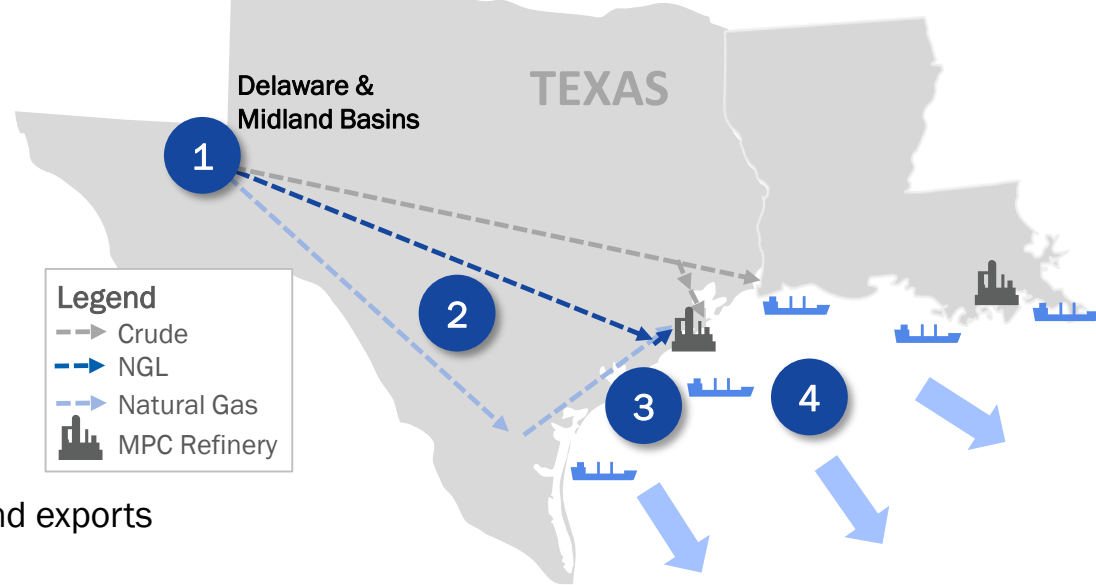 Delaware &
Midland Basins
TEXAS
1
2
3
4
Legend
Crude
NGL
Natural Gas
MPC Refinery
nd exports